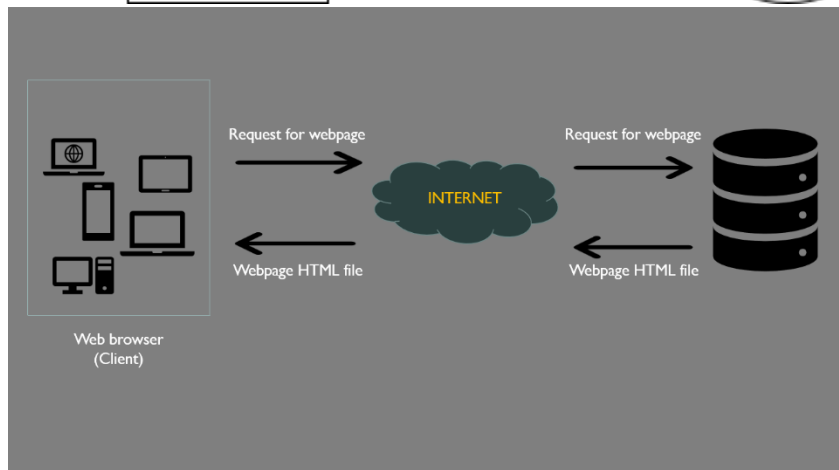 Request for webpage
Request for webpage
INTERNET
Webpage HTML file
Webpage HTML file
Web browser
(Client)